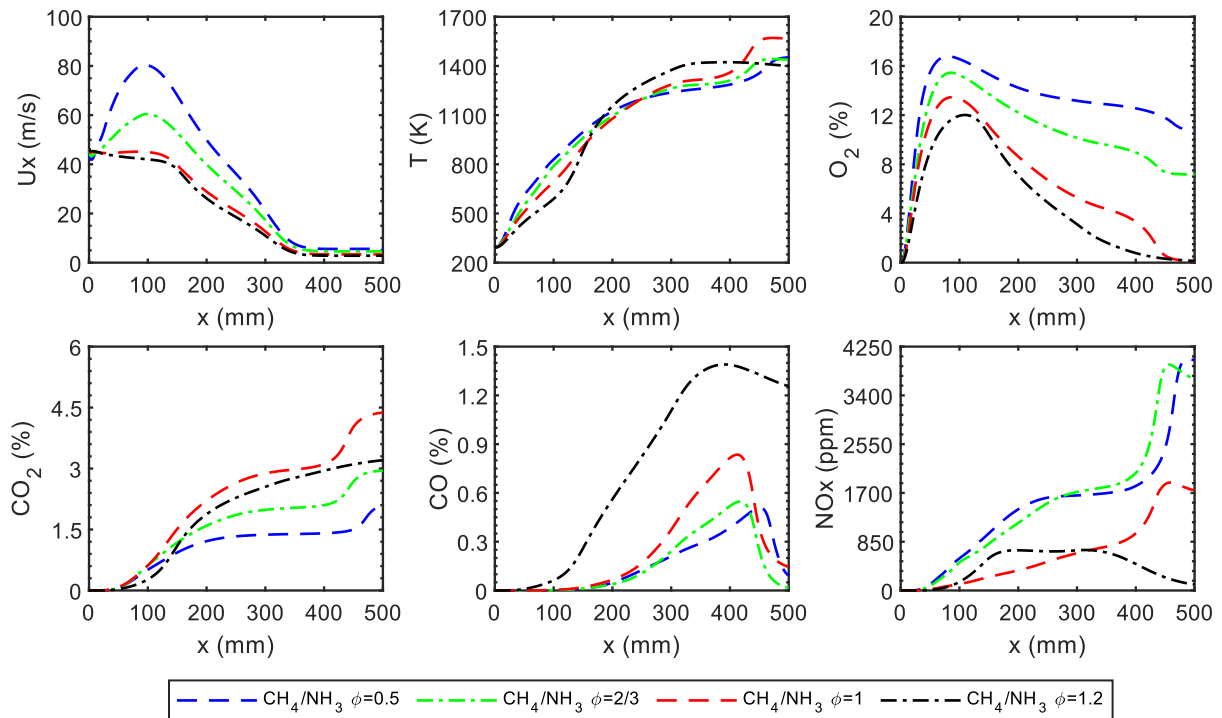 100
80
60
40
20
0
Ux (m/s)
0 100 200 300 400 500
x (mm)
1700
1400
1100
800
500
200
T (K)
0 100 200 300 400 500
x (mm)
20
16
12
8
4
0
O2 (%)
0 100 200 300 400 500
x (mm)
6
4.5
3
1.5
0
CO2 (%)
0 100 200 300 400 500
x (mm)
1.5
1.2
0.9
0.6
0.3
0
CO (%)
0 100 200 300 400 500
x (mm)
4250
3400
2550
1700
850
0
NOx (ppm)
0 100 200 300 400 500
x (mm)
CH4/NH3 ϕ=0.5 CH4/NH3 ϕ=2/3 CH4/NH3 ϕ=1 CH4/NH3 ϕ=1.2